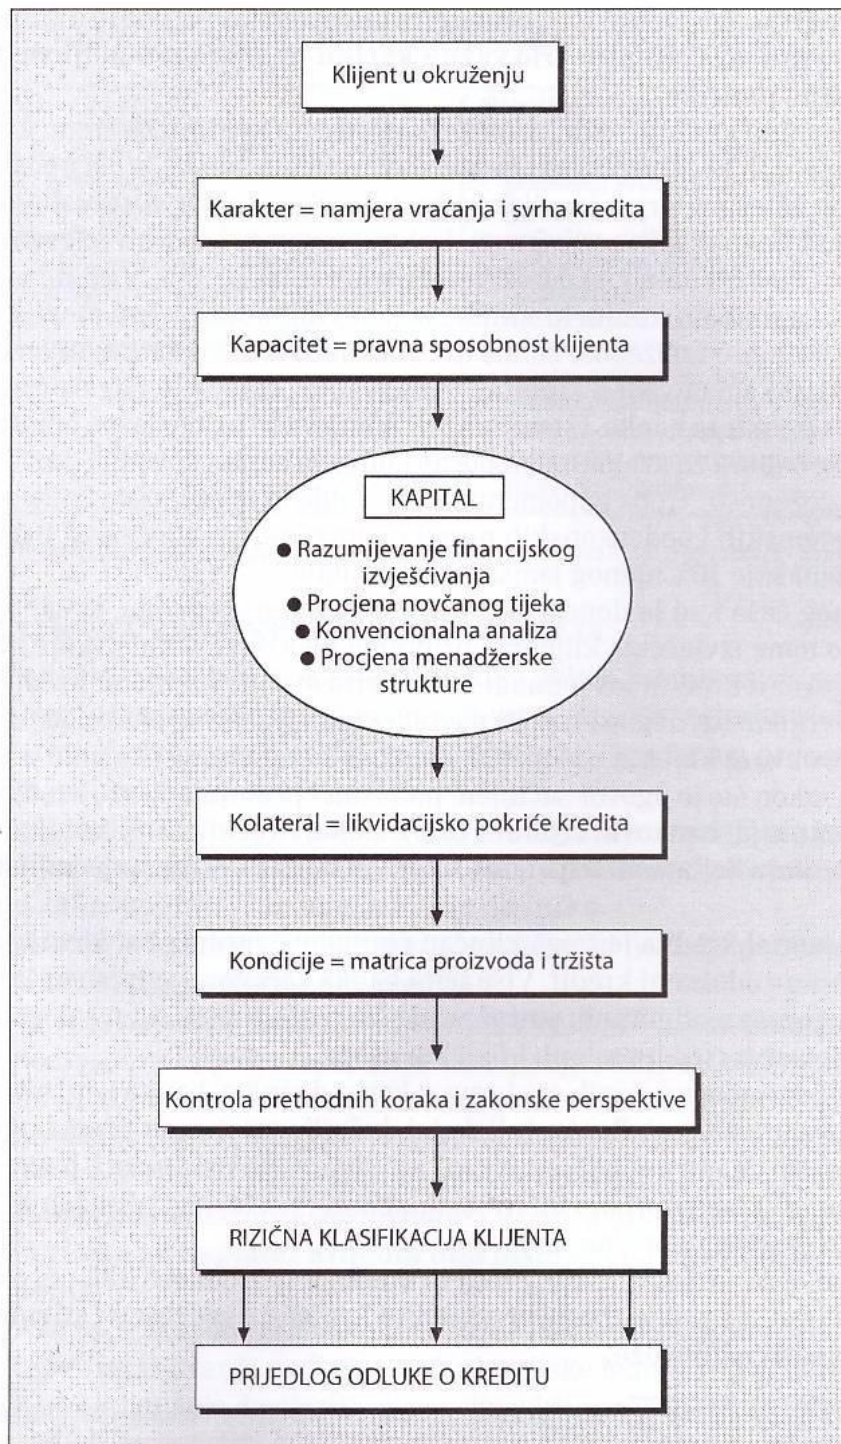 Klijent u okruženju
Karakter = namjera vraćanja i svrha kredita
Kapacitet = pravna sposobnost klijenta
KAPITAL
● Razumijevanje financijskog
izvješćivanja
● Procjena novčanog tijeka
● Konvencionalna analiza
● Procjena menadžerske
strukture
Kolateral = likvidacijsko pokriće kredita
Kondicije = matrica proizvoda i tržišta
Kontrola prethodnih koraka i zakonske perspektive
RIZIČNA KLASIFIKACIJA KLIJENTA
PRIJEDLOG ODLUKE O KREDITU